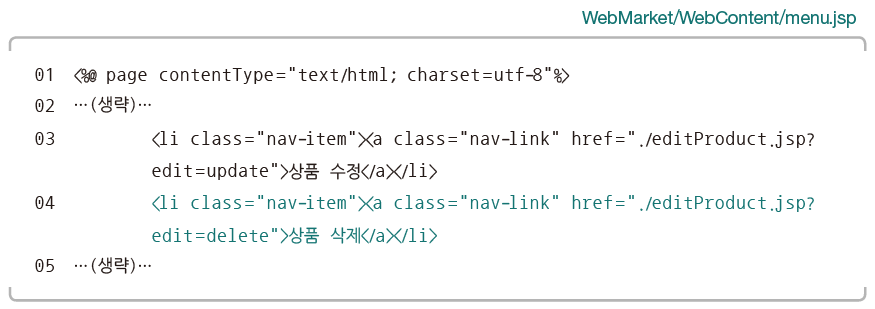 WebMarket/WebContent/menu.jsp
01 <%@ page contentType="text/html; charset=utf-8"%>
02 …(생략)…
03 <li class="nav-item"><a class="nav-link" href="./editProduct.jsp?
edit=update">상품 수정</a></li>
04 <li class="nav-item"><a class="nav-link" href="./editProduct.jsp?
edit=delete">상품 삭제</a></li>
05 …(생략)…